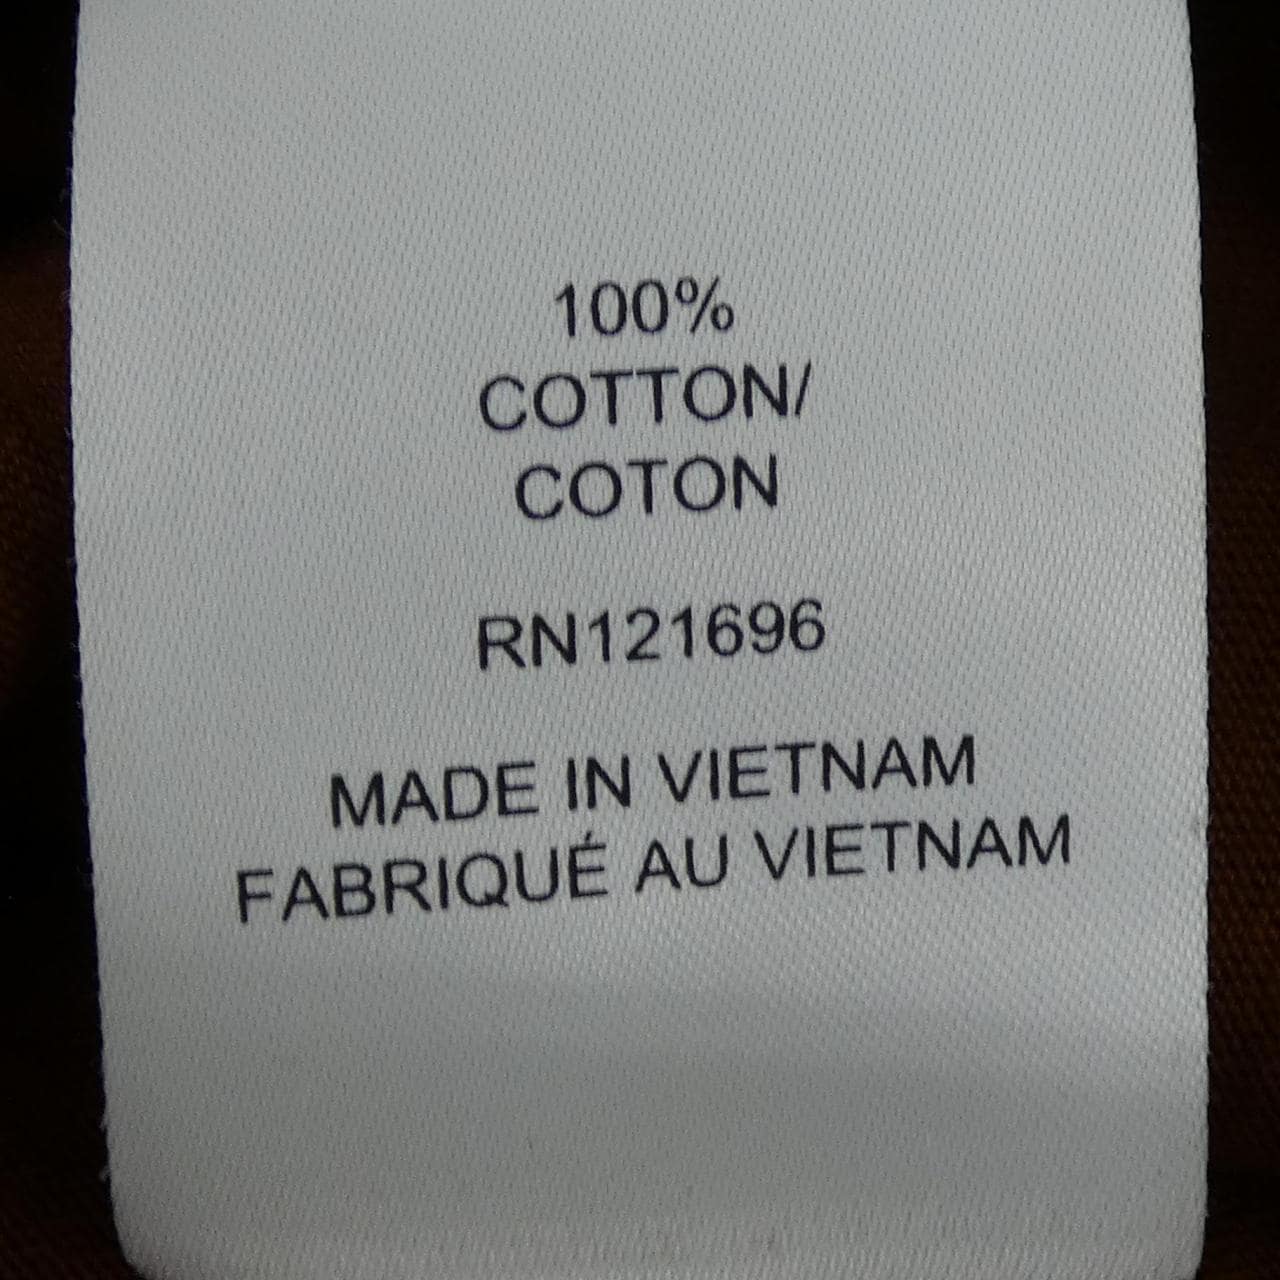 100%
COTTON/
COTON
RN121696
MADE IN VIETNAM
FABRIQUÉ AU VIETNAM